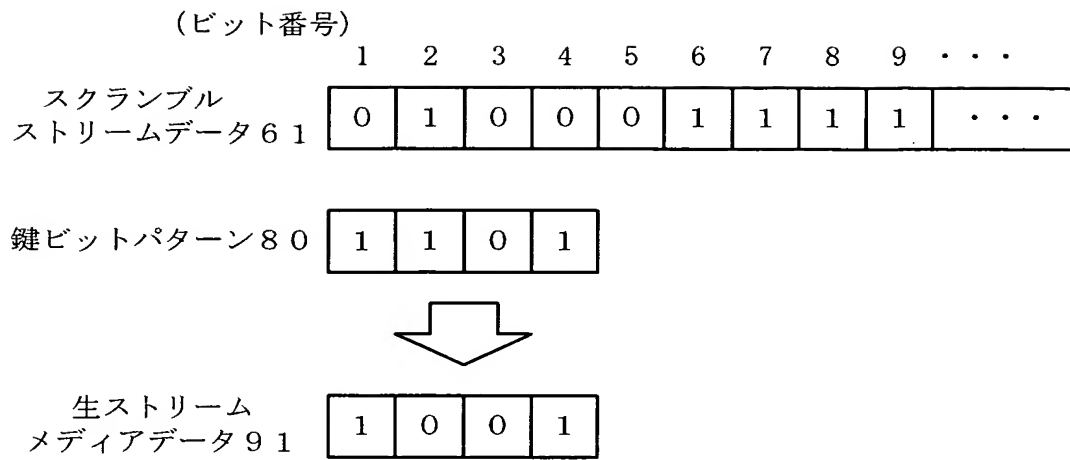 (ビット番号)
1 2 3 4 5 6 7 8 9 ・・・
スクランブル
ストリームデータ61
0 1 0 0 0 1 1 1 1 ・・・
鍵ビットパターン80
1 1 0 1
生ストリーム
メディアデータ91
1 0 0 1